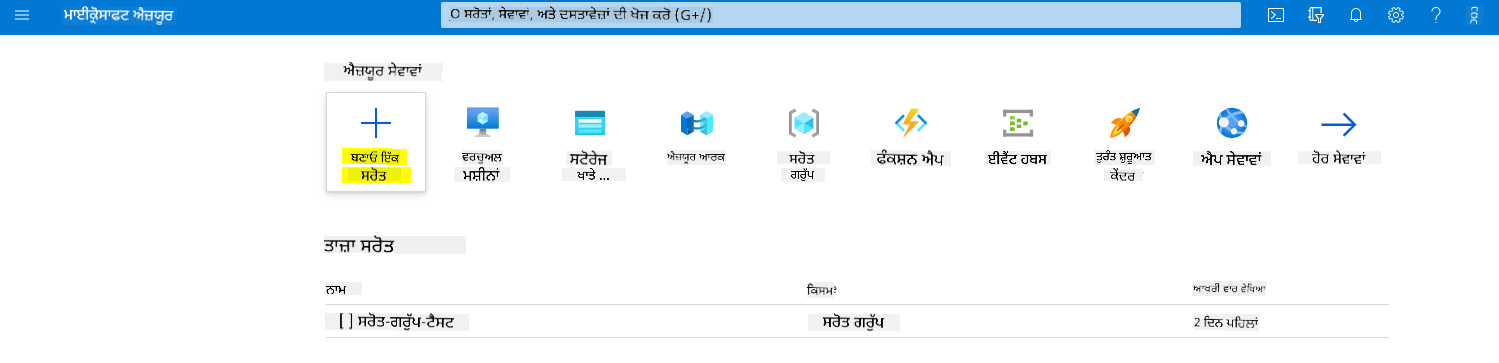 ਮਾਈਕ੍ਰੋਸਾਫਟ ਐਜ਼ਯੂਰ
O ਸਰੋਤਾਂ, ਸੇਵਾਵਾਂ, ਅਤੇ ਦਸਤਾਵੇਜ਼ਾਂ ਦੀ ਖੋਜ ਕਰੋ (G+/)
ਐਜ਼ਯੂਰ ਸੇਵਾਵਾਂ
ਬਣਾਓ ਇੱਕ
ਸਰੋਤ
ਵਰਚੁਅਲ
ਮਸ਼ੀਨਾਂ
ਸਟੋਰੇਜ
ਖਾਤੇ ...
ਐਜ਼ਯੂਰ ਆਰਕ
ਸਰੋਤ
ਗਰੁੱਪ
ਫੰਕਸ਼ਨ ਐਪ
ਈਵੈਂਟ ਹਬਸ
ਤੁਰੰਤ ਸ਼ੁਰੂਆਤ
ਕੇਂਦਰ
ਐਪ ਸੇਵਾਵਾਂ
ਹੋਰ ਸੇਵਾਵਾਂ
ਤਾਜ਼ਾ ਸਰੋਤ
ਨਾਮ
ਕਿਸਮ
ਆਖਰੀ ਵਾਰ ਵੇਖਿਆ
[ ] ਸਰੋਤ-ਗਰੁੱਪ-ਟੈਸਟ
ਸਰੋਤ ਗਰੁੱਪ
2 ਦਿਨ ਪਹਿਲਾਂ